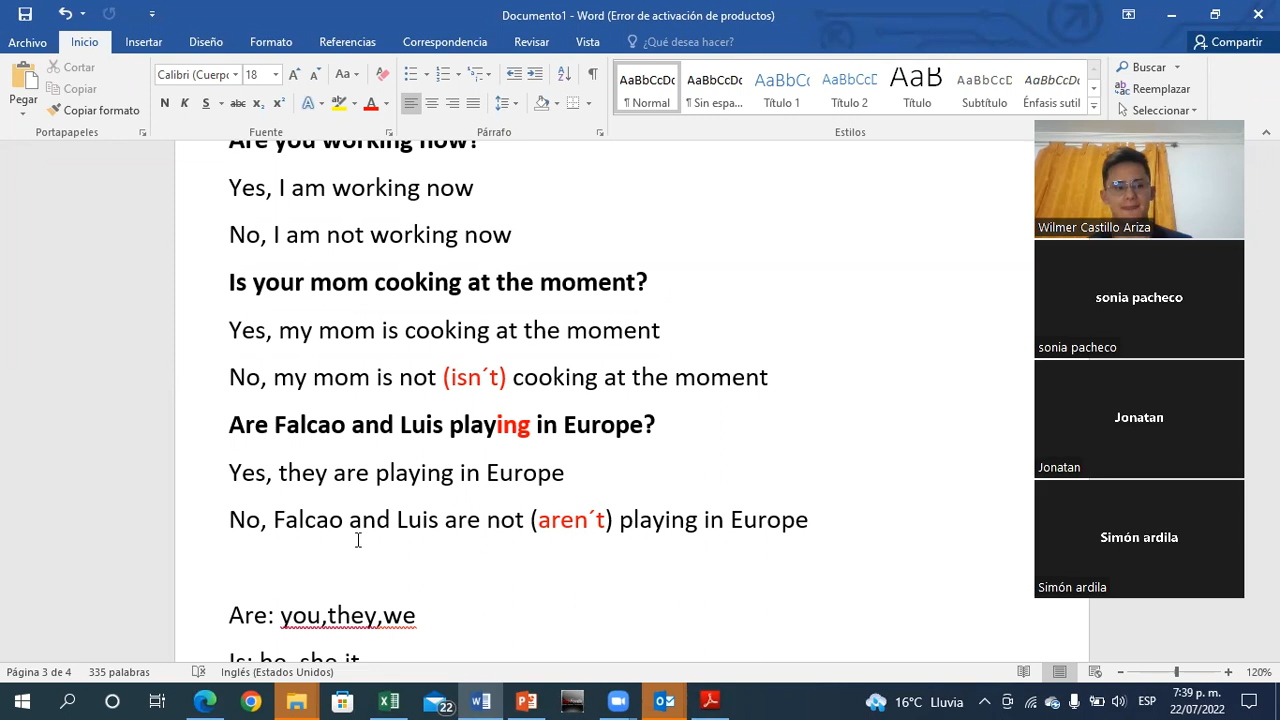 Documento1 - Word (Error de activación de productos)
Archivo Inicio Insertar Diseño Formato Referencias Correspondencia Revisar Vista ¿Qué desea hacer? Compartir
Pegar
Cortar
Copiar
Copiar formato
Portapapeles
Calibri (Cuerpo 18
Aa
N K S abc x₂ x²
Fuente
Párrafo
AaBbCcDc AaBbCcDc AaBbCcDc AaBbCcD AaB AaBbCcD AaBbCcDc
¶ Normal ¶ Sin espa... Título 1 Título 2 Título Subtítulo Énfasis sutil
Estilos
Buscar
Reemplazar
Seleccionar
Are you working now?
Yes, I am working now
No, I am not working now
Is your mom cooking at the moment?
Yes, my mom is cooking at the moment
No, my mom is not (isn´t) cooking at the moment
Are Falcao and Luis playing in Europe?
Yes, they are playing in Europe
No, Falcao and Luis are not (aren´t) playing in Europe
Are: you,they,we
Is: he, she it
Wilmer Castillo Ariza
sonia pacheco
sonia pacheco
Jonatan
Jonatan
Simón ardila
Simón ardila
Página 3 de 4 335 palabras Inglés (Estados Unidos) 120%
22
16°C Lluvia
ESP
7:39 p. m.
22/07/2022